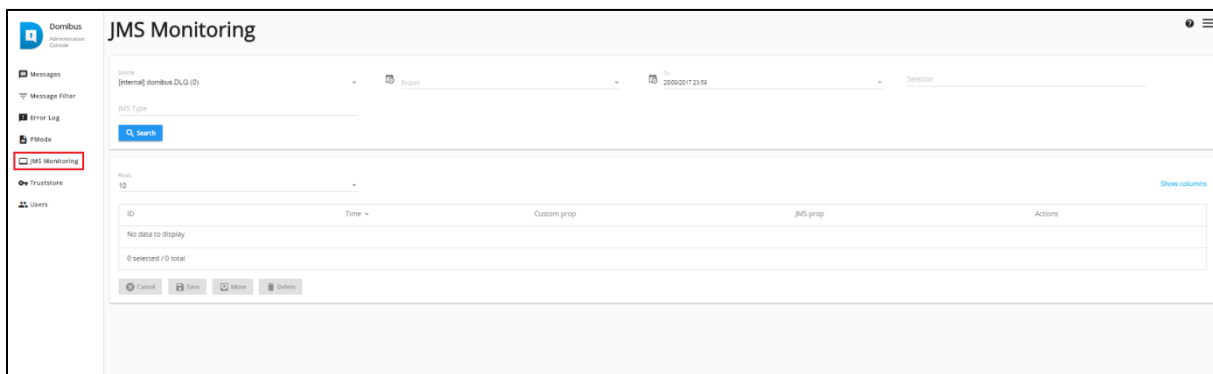 Domibus
Administration
Console
JMS Monitoring
Messages
Message Filter
Error Log
PMode
JMS Monitoring
Truststore
Users
Source
[internal] domibus DLQ (0)
From:
To:
20/09/2017 23:59
Selector
JMS Type
Search
Rows
10
Show columns
ID Time Custom prop JMS prop Actions
No data to display
0 selected / 0 total
Cancel Save Move Delete